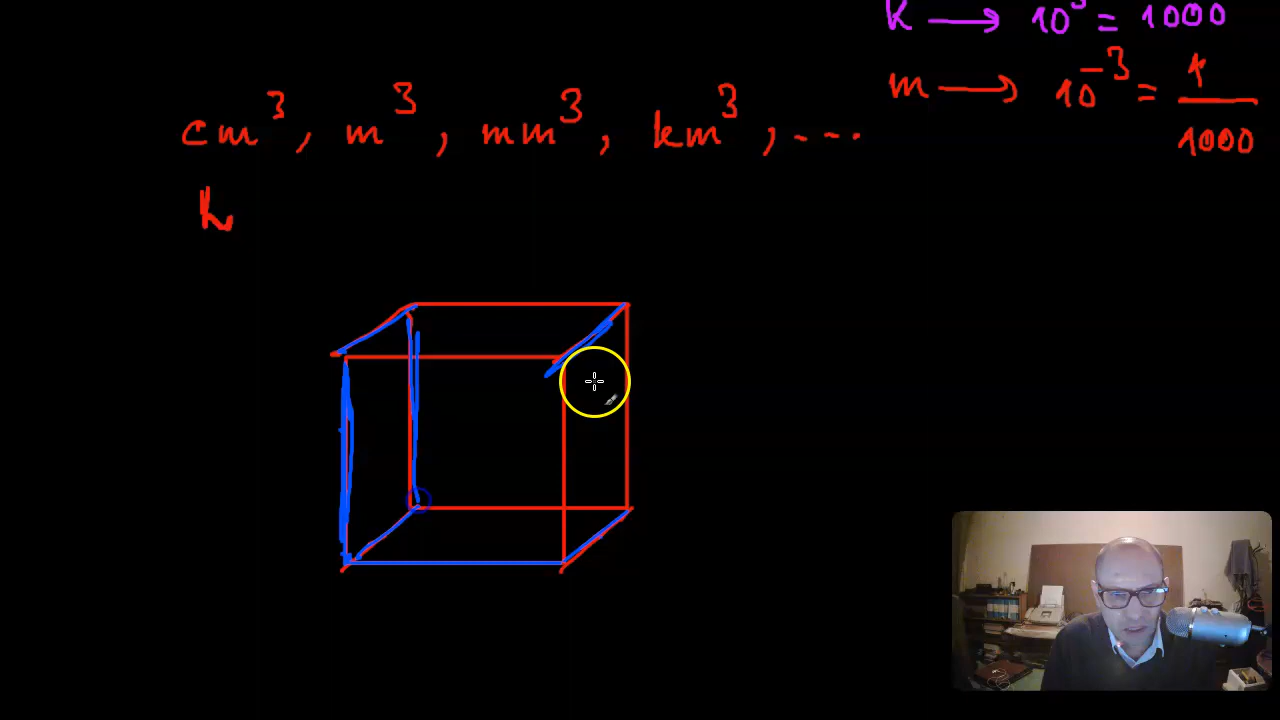 k → 10³ = 1000
m → 10⁻³ = 1/1000
cm³, m³, mm³, km³, ...
k